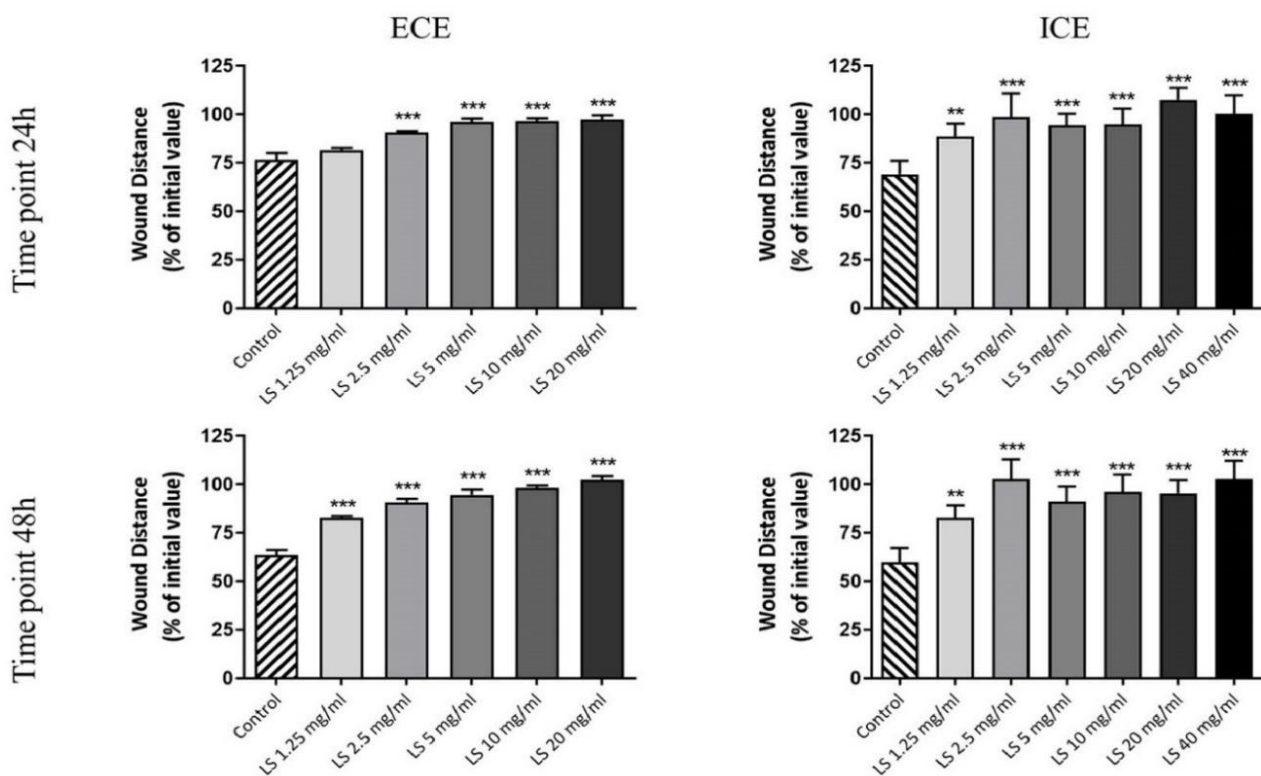 ECE
ICE
Time point 24h
Wound Distance
(% of initial value)
125
100
75
50
25
0
***
***
***
***
Control
LS 1.25 mg/ml
LS 2.5 mg/ml
LS 5 mg/ml
LS 10 mg/ml
LS 20 mg/ml
Wound Distance
(% of initial value)
125
100
75
50
25
0
**
***
***
***
***
***
Control
LS 1.25 mg/ml
LS 2.5 mg/ml
LS 5 mg/ml
LS 10 mg/ml
LS 20 mg/ml
LS 40 mg/ml
Time point 48h
Wound Distance
(% of initial value)
125
100
75
50
25
0
***
***
***
***
***
Control
LS 1.25 mg/ml
LS 2.5 mg/ml
LS 5 mg/ml
LS 10 mg/ml
LS 20 mg/ml
Wound Distance
(% of initial value)
125
100
75
50
25
0
**
***
***
***
***
***
Control
LS 1.25 mg/ml
LS 2.5 mg/ml
LS 5 mg/ml
LS 10 mg/ml
LS 20 mg/ml
LS 40 mg/ml